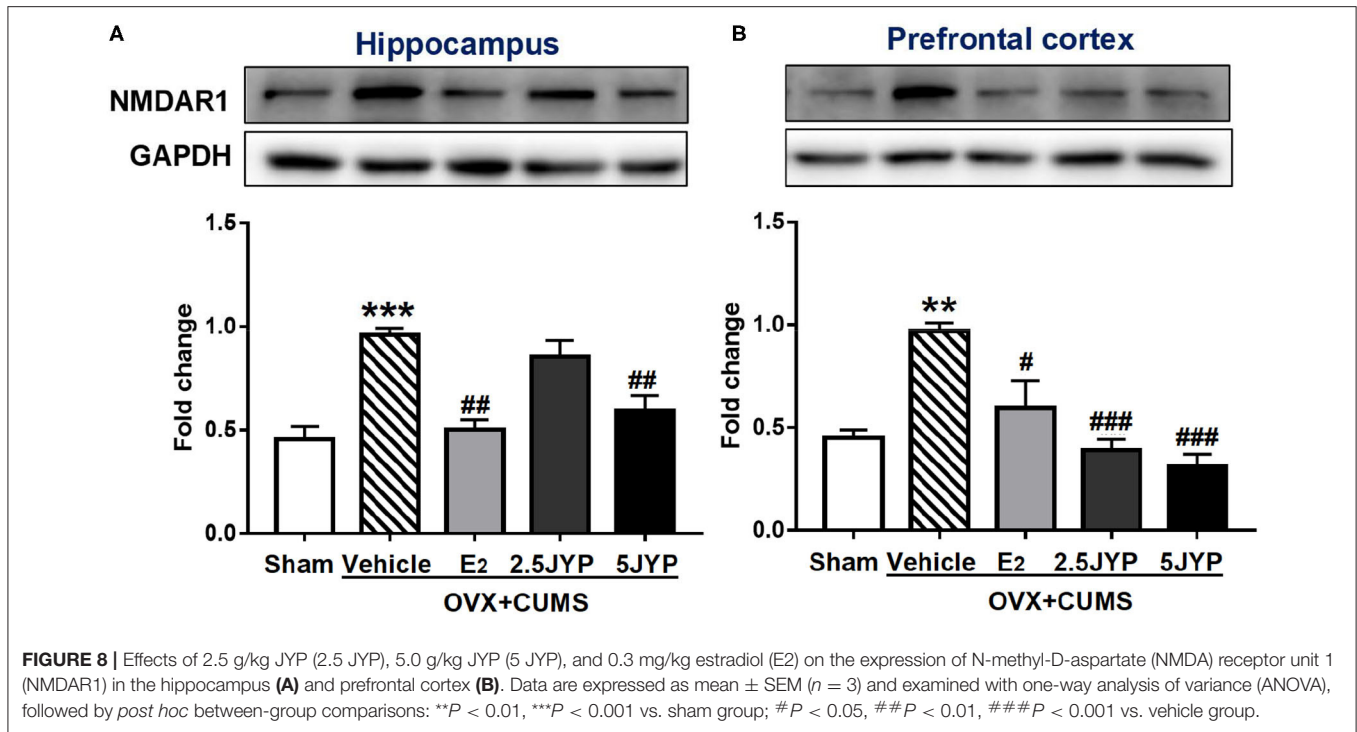 A
Hippocampus
NMDAR1
GAPDH
Fold change
1.5
1.0
0.5
0.0
***
##
##
Sham Vehicle E2 2.5JYP 5JYP
OVX+CUMS
B
Prefrontal cortex
Fold change
1.5
1.0
0.5
0.0
**
#
###
###
Sham Vehicle E2 2.5JYP 5JYP
OVX+CUMS
FIGURE 8 | Effects of 2.5 g/kg JYP (2.5 JYP), 5.0 g/kg JYP (5 JYP), and 0.3 mg/kg estradiol (E2) on the expression of N-methyl-D-aspartate (NMDA) receptor unit 1
(NMDAR1) in the hippocampus (A) and prefrontal cortex (B). Data are expressed as mean ± SEM (n = 3) and examined with one-way analysis of variance (ANOVA),
followed by post hoc between-group comparisons: **P < 0.01, ***P < 0.001 vs. sham group; #P < 0.05, ##P < 0.01, ###P < 0.001 vs. vehicle group.